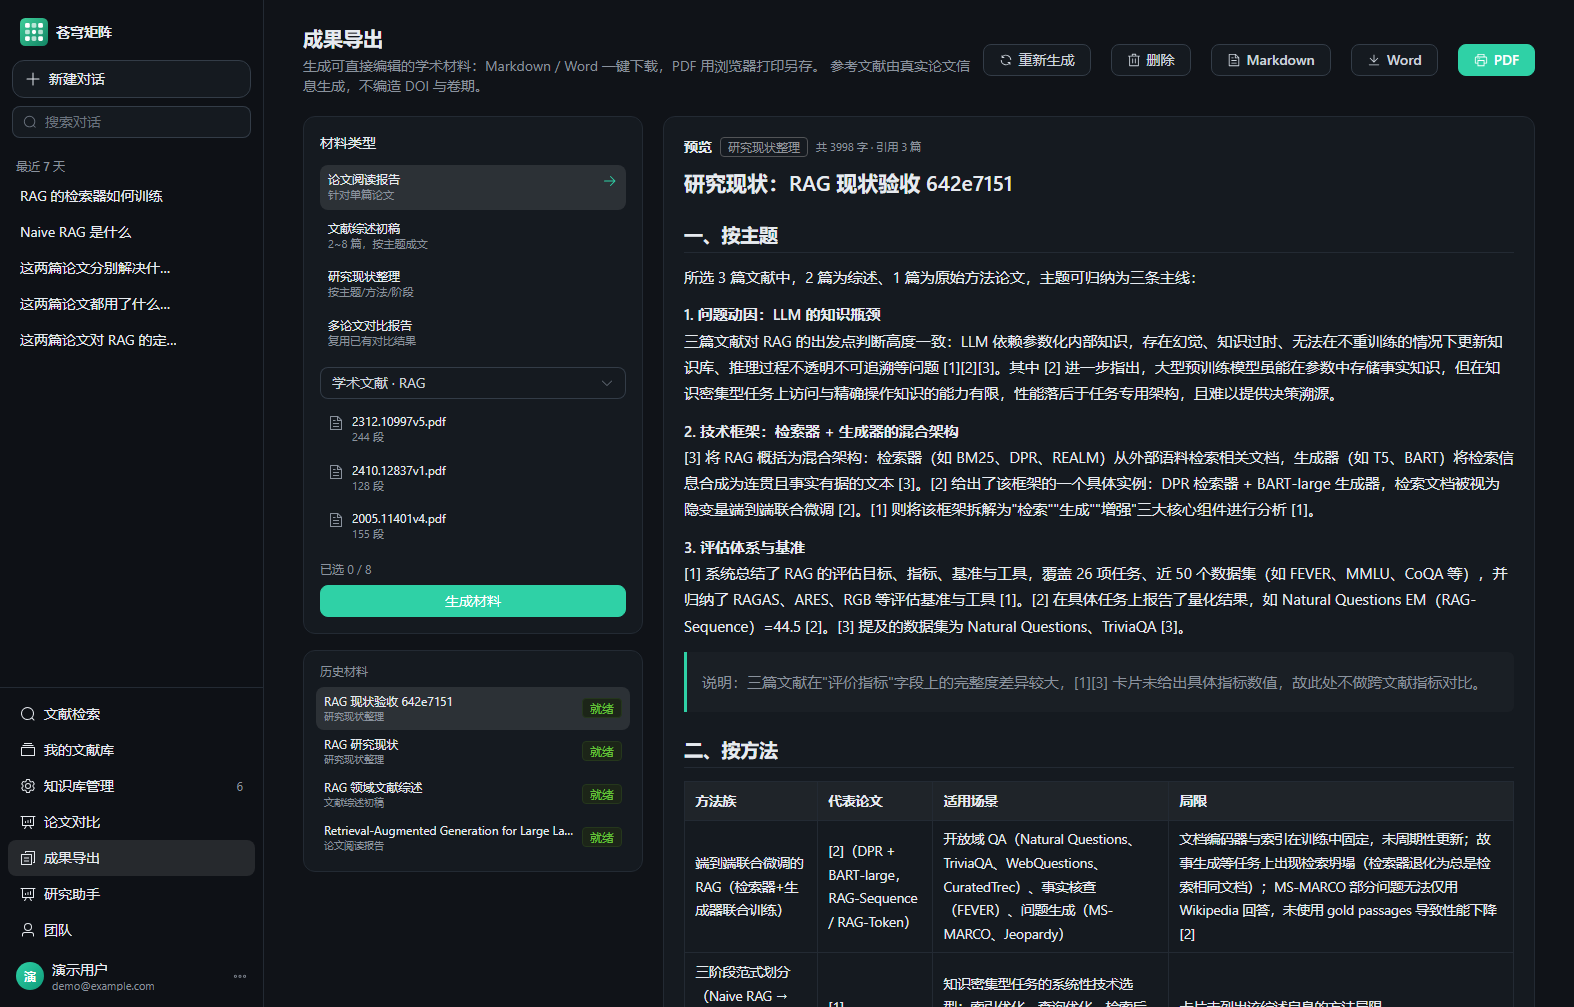 苍穹矩阵
新建对话
搜索对话
最近 7 天
RAG 的检索器如何训练
Naive RAG 是什么
这两篇论文分别解决什...
这两篇论文都用了什么...
这两篇论文对 RAG 的定...
文献检索
我的文献库
知识库管理 6
论文对比
成果导出
研究助手
团队
演 演示用户
demo@example.com
成果导出
生成可直接编辑的学术材料：Markdown / Word 一键下载，PDF 用浏览器打印另存。 参考文献由真实论文信
息生成，不编造 DOI 与卷期。
重新生成 删除 Markdown Word PDF
材料类型
论文阅读报告
针对单篇论文
文献综述初稿
2~8 篇，按主题成文
研究现状整理
按主题/方法/阶段
多论文对比报告
复用已有对比结果
学术文献 · RAG
2312.10997v5.pdf
244 段
2410.12837v1.pdf
128 段
2005.11401v4.pdf
155 段
已选 0 / 8
生成材料
历史材料
RAG 现状验收 642e7151
研究现状整理
就绪
RAG 研究现状
研究现状整理
就绪
RAG 领域文献综述
文献综述初稿
就绪
Retrieval-Augmented Generation for Large La...
论文阅读报告
就绪
预览 研究现状整理 共 3998 字 · 引用 3 篇
研究现状：RAG 现状验收 642e7151
一、按主题
所选 3 篇文献中，2 篇为综述、1 篇为原始方法论文，主题可归纳为三条主线：
1. 问题动因：LLM 的知识瓶颈
三篇文献对 RAG 的出发点判断高度一致：LLM 依赖参数化内部知识，存在幻觉、知识过时、无法在不重训练的情况下更新知
识库、推理过程不透明不可追溯等问题 [1][2][3]。其中 [2] 进一步指出，大型预训练模型虽能在参数中存储事实知识，但在知
识密集型任务上访问与精确操作知识的能力有限，性能落后于任务专用架构，且难以提供决策溯源。
2. 技术框架：检索器 + 生成器的混合架构
[3] 将 RAG 概括为混合架构：检索器（如 BM25、DPR、REALM）从外部语料检索相关文档，生成器（如 T5、BART）将检索信
息合成为连贯且事实有据的文本 [3]。[2] 给出了该框架的一个具体实例：DPR 检索器 + BART-large 生成器，检索文档被视为
隐变量端到端联合微调 [2]。[1] 则将该框架拆解为"检索""生成""增强"三大核心组件进行分析 [1]。
3. 评估体系与基准
[1] 系统总结了 RAG 的评估目标、指标、基准与工具，覆盖 26 项任务、近 50 个数据集（如 FEVER、MMLU、CoQA 等），并
归纳了 RAGAS、ARES、RGB 等评估基准与工具 [1]。[2] 在具体任务上报告了量化结果，如 Natural Questions EM（RAG-
Sequence）=44.5 [2]。[3] 提及的数据集为 Natural Questions、TriviaQA [3]。
说明：三篇文献在"评价指标"字段上的完整度差异较大，[1][3] 卡片未给出具体指标数值，故此处不做跨文献指标对比。
二、按方法
方法族 代表论文 适用场景 局限
端到端联合微调的
RAG（检索器+生
成器联合训练）
[2]（DPR +
BART-large，
RAG-Sequence
/ RAG-Token）
开放域 QA（Natural Questions、
TriviaQA、WebQuestions、
CuratedTrec）、事实核查
（FEVER）、问题生成（MS-
MARCO、Jeopardy）
文档编码器与索引在训练中固定，未周期性更新；故
事生成等任务上出现检索坍塌（检索器退化为总是检
索相同文档）；MS-MARCO 部分问题无法仅用
Wikipedia 回答，未使用 gold passages 导致性能下降
[2]
三阶段范式划分
（Naive RAG →
[1]
知识密集型任务的系统性技术选
型：索引优化、查询优化、检索后
卡片未列出该综述自身的方法局限